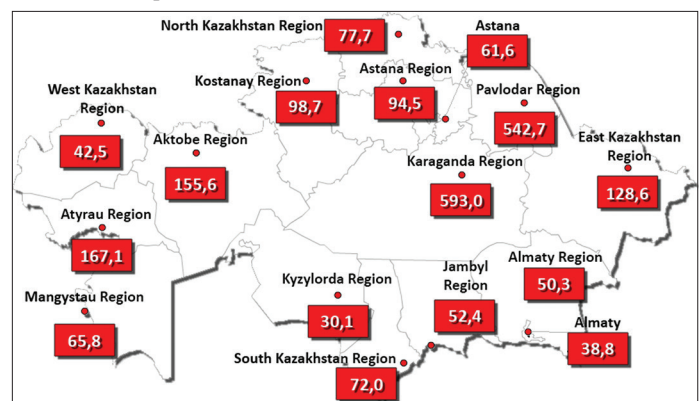 North Kazakhstan Region
77,7
Astana
61,6
Astana Region
94,5
Kostanay Region
98,7
Pavlodar Region
542,7
West Kazakhstan
Region
42,5
Aktobe Region
155,6
East Kazakhstan
Region
128,6
Karaganda Region
593,0
Atyrau Region
167,1
Almaty Region
50,3
Jambyl
Region
52,4
Kyzylorda Region
30,1
Mangystau Region
65,8
Almaty
38,8
South Kazakhstan Region
72,0